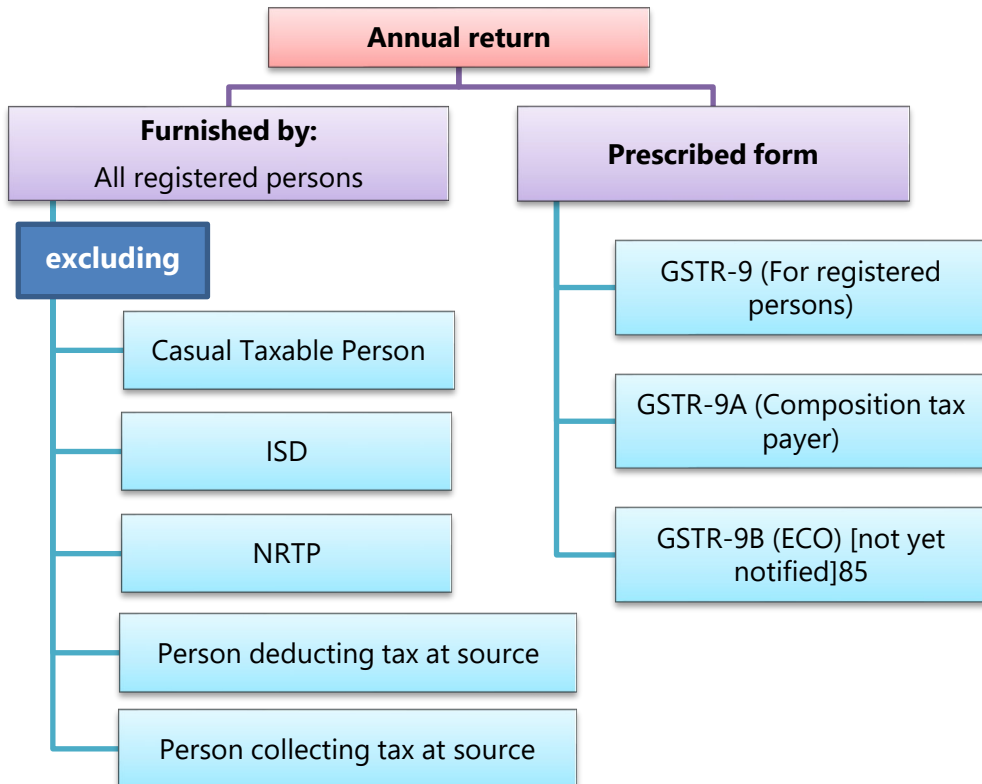 Annual return
Furnished by:
All registered persons
excluding
Casual Taxable Person
ISD
NRTP
Person deducting tax at source
Person collecting tax at source
Prescribed form
GSTR-9 (For registered
persons)
GSTR-9A (Composition tax
payer)
GSTR-9B (ECO) [not yet
notified]85